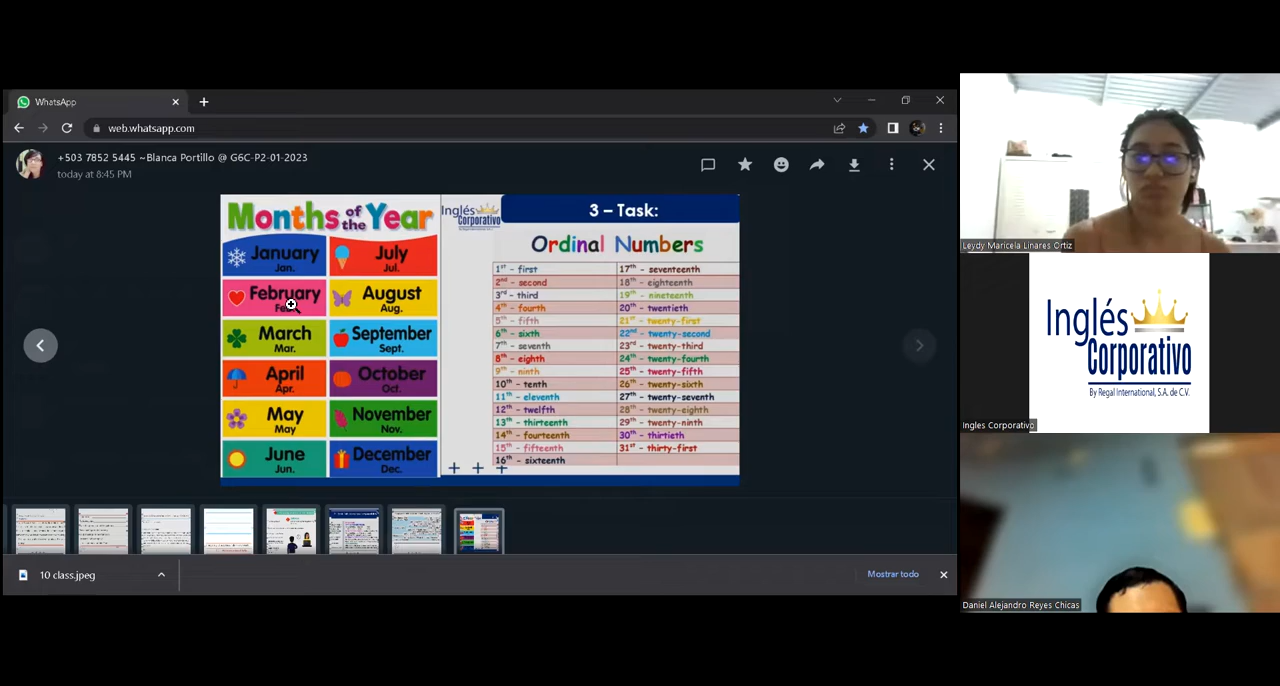 WhatsApp
web.whatsapp.com
+503 7852 5445 ~Blanca Portillo @ G6C-P2-01-2023
today at 8:45 PM
Months of the Year
January
Jan.
July
Jul.
February
August
Aug.
March
Mar.
September
Sept.
April
Apr.
October
Oct.
May
May
November
Nov.
June
Jun.
December
Dec.
Inglés
Corporativo
3 – Task:
Ordinal Numbers
1st - first
2nd - second
3rd - third
4th - fourth
5th - fifth
6th - sixth
7th - seventh
8th - eighth
9th - ninth
10th - tenth
11th - eleventh
12th - twelfth
13th - thirteenth
14th - fourteenth
15th - fifteenth
16th - sixteenth
17th - seventeenth
18th - eighteenth
19th - nineteenth
20th - twentieth
21st - twenty-first
22nd - twenty-second
23rd - twenty-third
24th - twenty-fourth
25th - twenty-fifth
26th - twenty-sixth
27th - twenty-seventh
28th - twenty-eighth
29th - twenty-ninth
30th - thirtieth
31st - thirty-first
10 class.jpeg
Mostrar todo
Leydy Maricela Linares Ortiz
Inglés
Corporativo
By Regal International, S.A. de C.V.
Ingles Corporativo
Daniel Alejandro Reyes Chicas